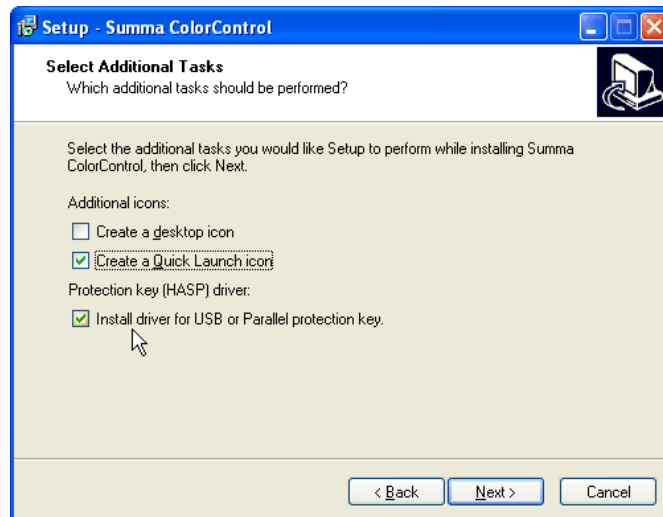 Setup - Summa ColorControl
Select Additional Tasks
Which additional tasks should be performed?
Select the additional tasks you would like Setup to perform while installing Summa
ColorControl, then click Next.
Additional icons:
Create a desktop icon
Create a Quick Launch icon
Protection key (HASP) driver:
Install driver for USB or Parallel protection key.
< Back Next > Cancel